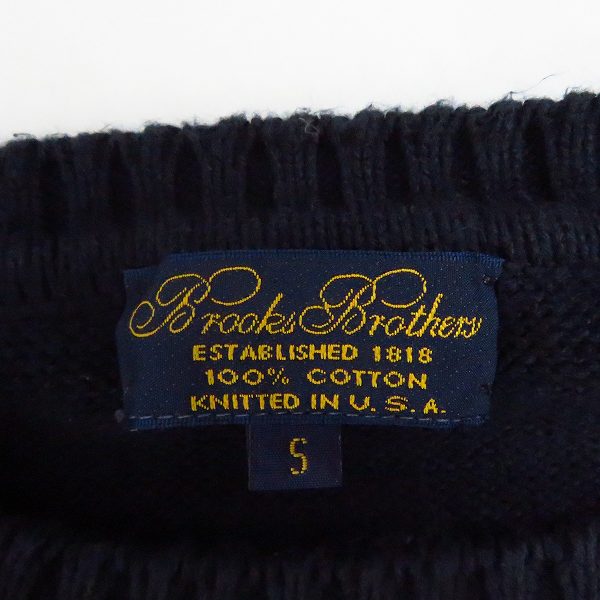 Brooks Brothers
ESTABLISHED 1818
100% COTTON
KNITTED IN U.S.A.
S